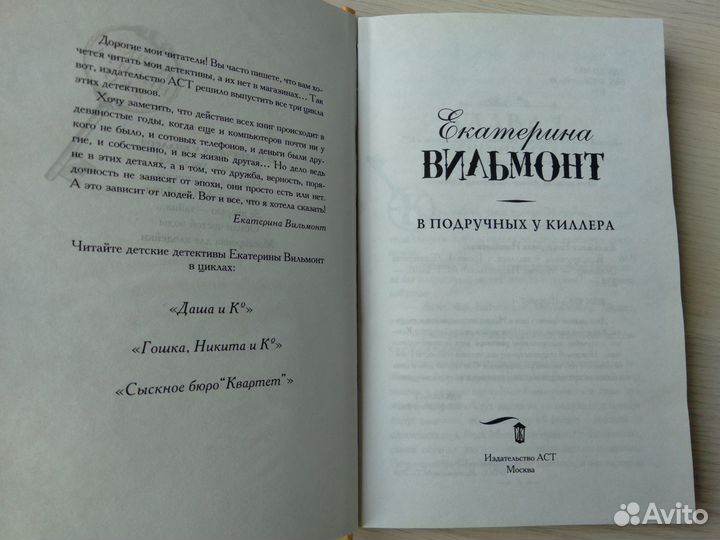 Дорогие мои читатели! Вы часто пишете, что вам хо-
чется читать мои детективы, а их нет в магазинах... Так
вот, издательство АСТ решило выпустить все три цикла
этих детективов.
Хочу заметить, что действие всех книг происходит в
девяностые годы, когда еще и компьютеров почти ни у
кого не было, и сотовых телефонов, и деньги были дру-
гие, и собственно, и вся жизнь другая... Но дело ведь
не в этих деталях, а в том, что дружба, верность, поря-
дочность не зависят от эпохи, они просто есть или нет.
А это зависит от людей. Вот и все, что я хотела сказать!
Екатерина Вильмонт
Читайте детские детективы Екатерины Вильмонт
в циклах:
«Даша и Kº»
«Гошка, Никита и Kº»
«Сыскное бюро "Квартет"»
Екатерина
ВИЛЬМОНТ
В ПОДРУЧНЫХ У КИЛЛЕРА
Издательство АСТ
Москва
Avito